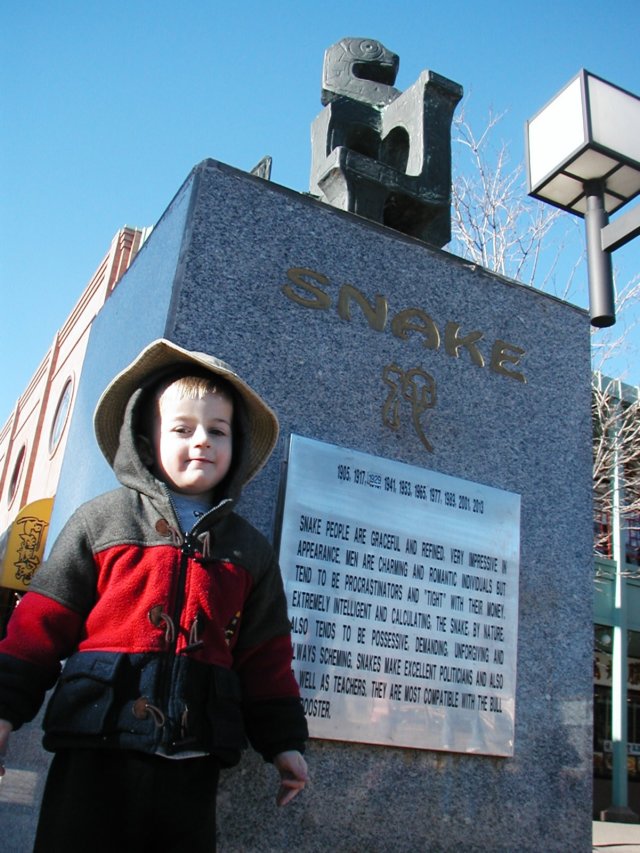 SNAKE
1905, 1917, 1929, 1941, 1953, 1965, 1977, 1989, 2001, 2013
SNAKE PEOPLE ARE GRACEFUL AND REFINED, VERY IMPRESSIVE IN
APPEARANCE. MEN ARE CHARMING AND ROMANTIC INDIVIDUALS BUT
TEND TO BE PROCRASTINATORS AND "TIGHT" WITH THEIR MONEY.
EXTREMELY INTELLIGENT AND CALCULATING, THE SNAKE, BY NATURE,
ALSO TENDS TO BE POSSESSIVE, DEMANDING, UNFORGIVING AND
LWAYS SCHEMING. SNAKES MAKE EXCELLENT POLITICIANS AND ALSO
WELL AS TEACHERS. THEY ARE MOST COMPATIBLE WITH THE BULL
OOSTER.